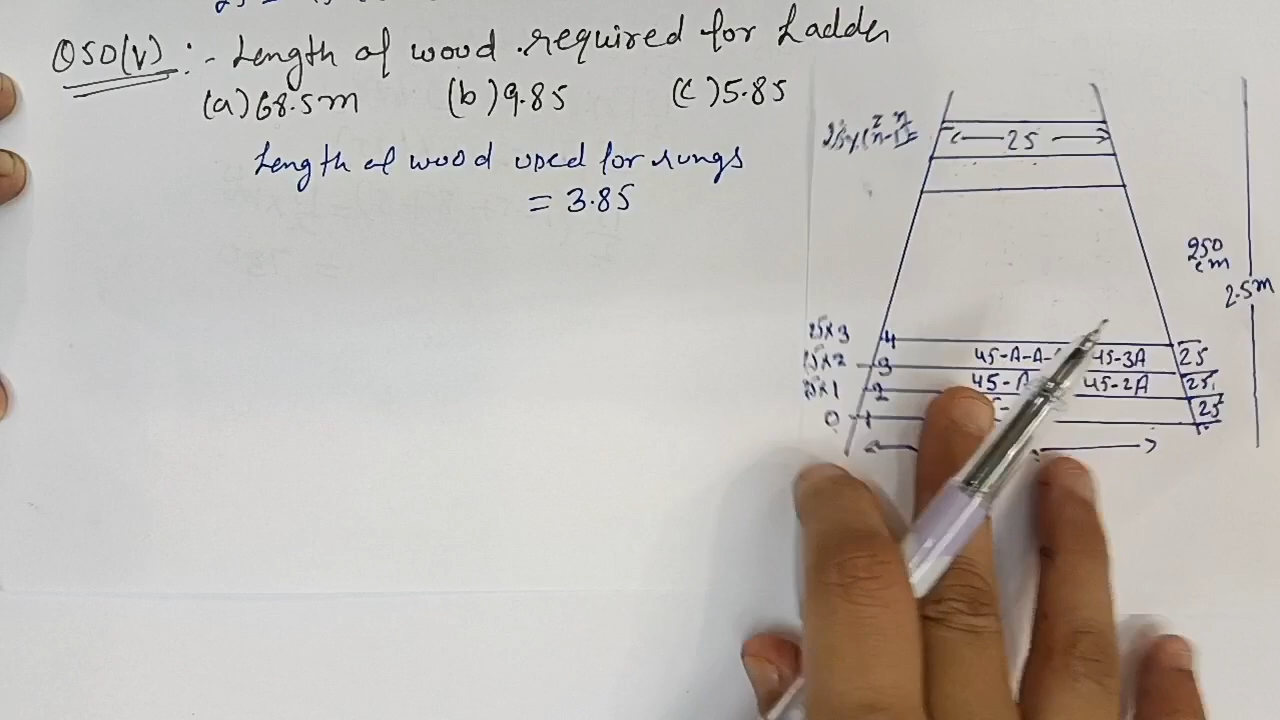 Q50(V) :- Length of wood required for Ladder
(a) 68.5m (b) 9.85 (c) 5.85
Length of wood used for rungs
= 3.85
25
250
cm
2.5m
25×3 4 45-A-A- 45-3A 25
25×2 3 45-A 45-2A 25
25×1 2 25
0 1